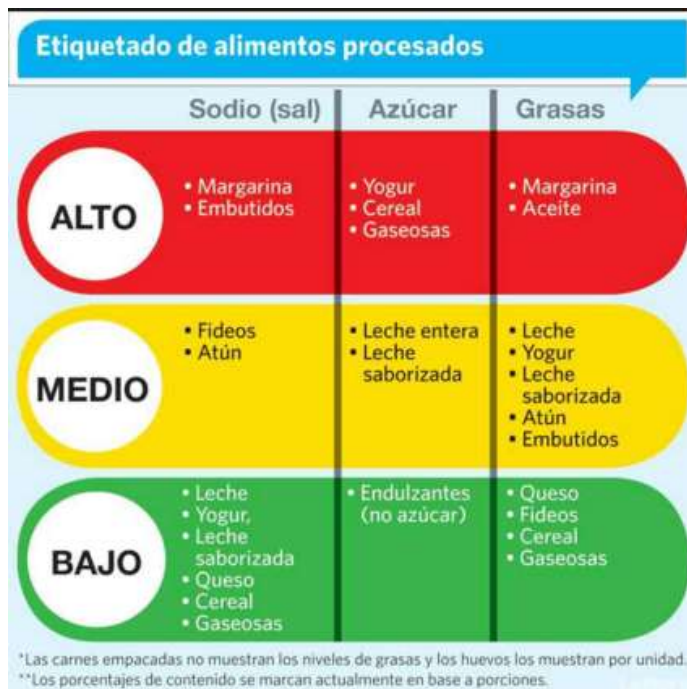 Etiquetado de alimentos procesados
Sodio (sal)
Azúcar
Grasas
ALTO
• Margarina
• Embutidos
• Yogur
• Cereal
• Gaseosas
• Margarina
• Aceite
MEDIO
• Fideos
• Atún
• Leche entera
• Leche
saborizada
• Leche
• Yogur
• Leche
saborizada
• Atún
• Embutidos
BAJO
• Leche
• Yogur,
• Leche
saborizada
• Queso
• Cereal
• Gaseosas
• Endulzantes
(no azúcar)
• Queso
• Fideos
• Cereal
• Gaseosas
*Las carnes empacadas no muestran los niveles de grasas y los huevos los muestran por unidad.
**Los porcentajes de contenido se marcan actualmente en base a porciones.